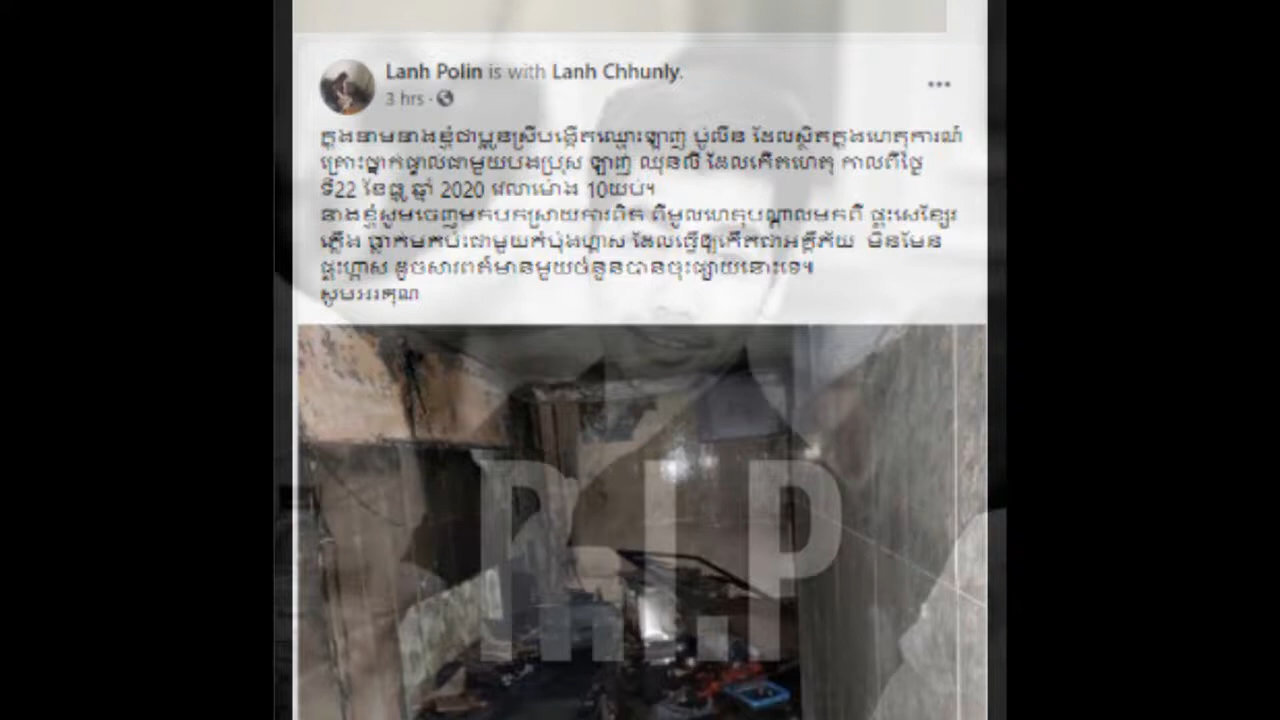 Lanh Polin is with Lanh Chhunly.
3 hrs ·
ក្នុងនាមនាងខ្ញុំជាប្អូនស្រីបង្កើតឈ្មោះឡាញ់ ប៉ូលីន ដែលស្ថិតក្នុងហេតុការណ៍
គ្រោះថ្នាក់ផ្ទាល់ជាមួយបងប្រុស ឡាញ់ ឈុនលី ដែលកើតហេតុ កាលពីថ្ងៃ
ទី22 ខែធ្នូ ឆ្នាំ 2020 វេលាម៉ោង 10យប់។
នាងខ្ញុំសូមចេញមកបកស្រាយការពិត ពីមូលហេតុបណ្តាលមកពី ផ្ទុះសេខ្សែរ
ភ្លើង ធ្លាក់មកប៉ះជាមួយកំប៉ុងហ្គាស ដែលធ្វើឲ្យកើតជាអគ្គីភ័យ មិនមែន
ផ្ទុះហ្គាស ដូចសារពត៌មានមួយចំនួនបានចុះផ្សាយនោះទេ៕
សូមអរគុណ
R.I.P